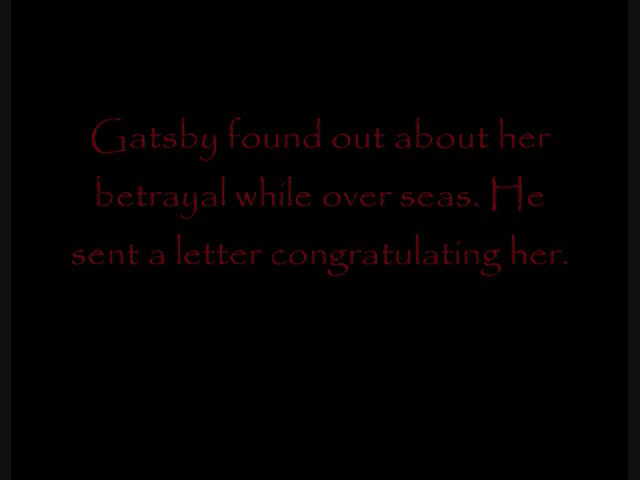 Gatsby found out about her
betrayal while over seas. He
sent a letter congratulating her.